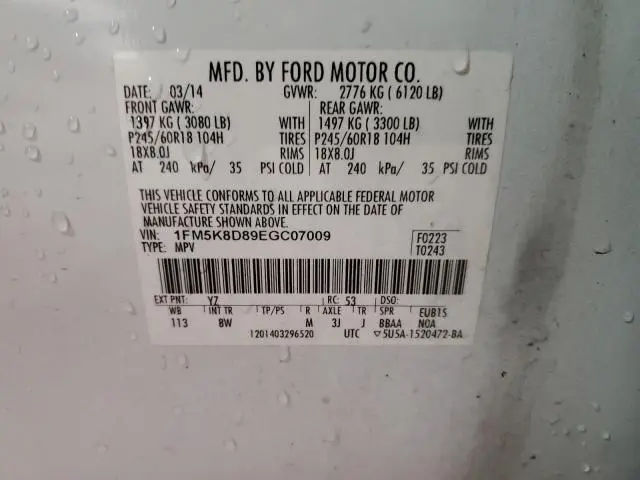 MFD. BY FORD MOTOR CO.
DATE: 03/14 GVWR: 2776 KG ( 6120 LB)
FRONT GAWR: REAR GAWR:
1397 KG ( 3080 LB) WITH 1497 KG ( 3300 LB) WITH
P245/60R18 104H TIRES P245/60R18 104H TIRES
18X8.0J RIMS 18X8.0J RIMS
AT 240 kPa/ 35 PSI COLD AT 240 kPa/ 35 PSI COLD
THIS VEHICLE CONFORMS TO ALL APPLICABLE FEDERAL MOTOR
VEHICLE SAFETY STANDARDS IN EFFECT ON THE DATE OF
MANUFACTURE SHOWN ABOVE.
VIN: 1FM5K8D89EGC07009 F0223
TYPE: MPV T0243
EXT PNT: YZ RC: 53 DSO:
WB INT TR TP/PS R AXLE TR SPR EUB15
113 8W M 3J J BBAA N0A
1201403296520 UTC ▽5U5A-1520472-BA